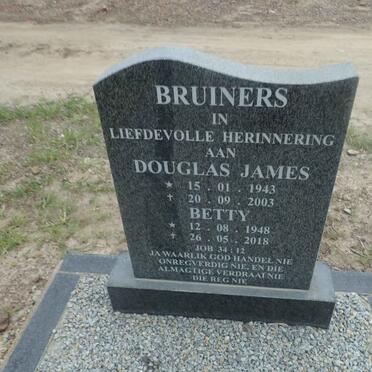 BRUINERS
IN
LIEFDEVOLLE HERINNERING
AAN
DOUGLAS JAMES
★ 15 . 01 . 1943
✝ 20 . 09 . 2003
BETTY
★ 12 . 08 . 1948
✝ 26 . 05 . 2018
JOB 34 : 12
JA WAARLIK GOD HANDEL NIE
ONREGVERDIG NIE, EN DIE
ALMAGTIGE VERDRAAI NIE
DIE REG NIE